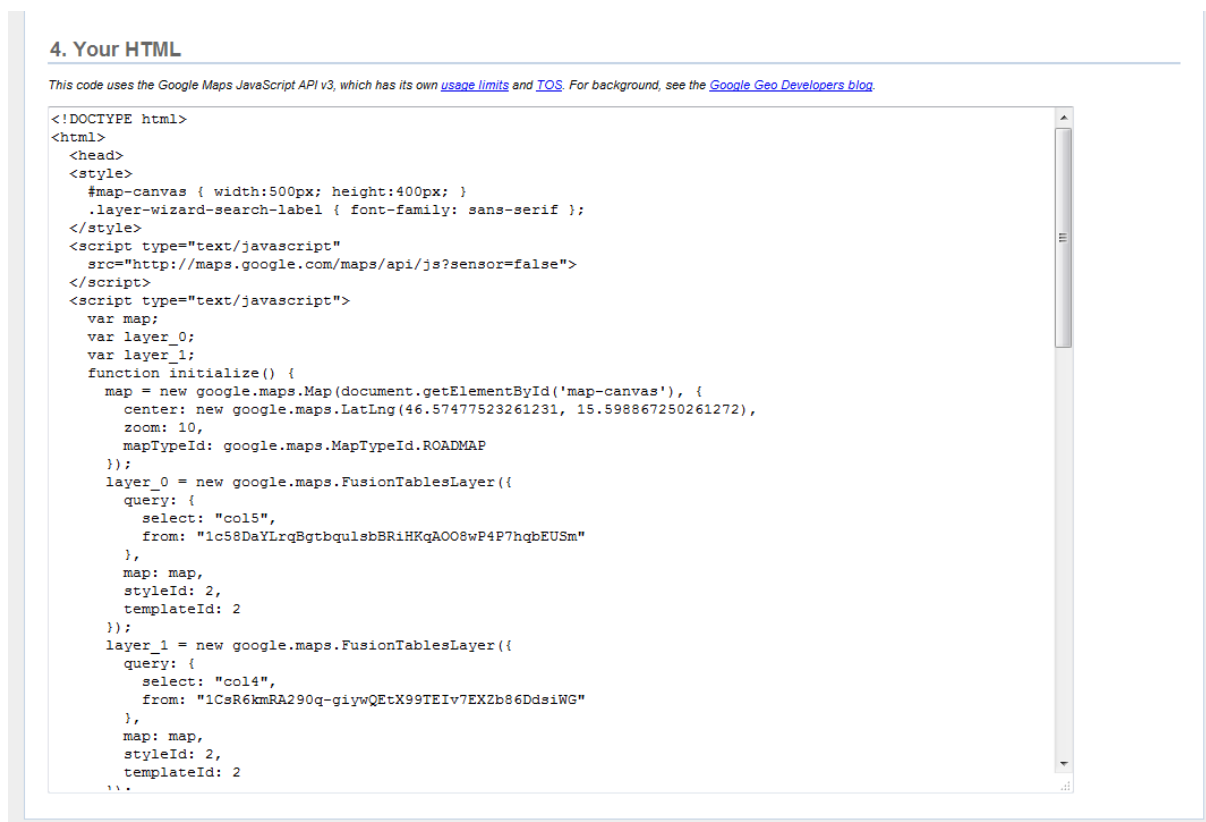 4. Your HTML
This code uses the Google Maps JavaScript API v3, which has its own usage limits and TOS. For background, see the Google Geo Developers blog.
<!DOCTYPE html>
<html>
  <head>
  <style>
    #map-canvas { width:500px; height:400px; }
    .layer-wizard-search-label { font-family: sans-serif };
  </style>
  <script type="text/javascript"
    src="http://maps.google.com/maps/api/js?sensor=false">
  </script>
  <script type="text/javascript">
    var map;
    var layer_0;
    var layer_1;
    function initialize() {
      map = new google.maps.Map(document.getElementById('map-canvas'), {
        center: new google.maps.LatLng(46.57477523261231, 15.598867250261272),
        zoom: 10,
        mapTypeId: google.maps.MapTypeId.ROADMAP
      });
      layer_0 = new google.maps.FusionTablesLayer({
        query: {
          select: "col5",
          from: "1c58DaYLrqBgtbqulsbBRiHKqAOO8wP4P7hqbEUSm"
        },
        map: map,
        styleId: 2,
        templateId: 2
      });
      layer_1 = new google.maps.FusionTablesLayer({
        query: {
          select: "col4",
          from: "1CsR6kmRA290q-giywQEtX99TEIv7EXZb86DdsiWG"
        },
        map: map,
        styleId: 2,
        templateId: 2